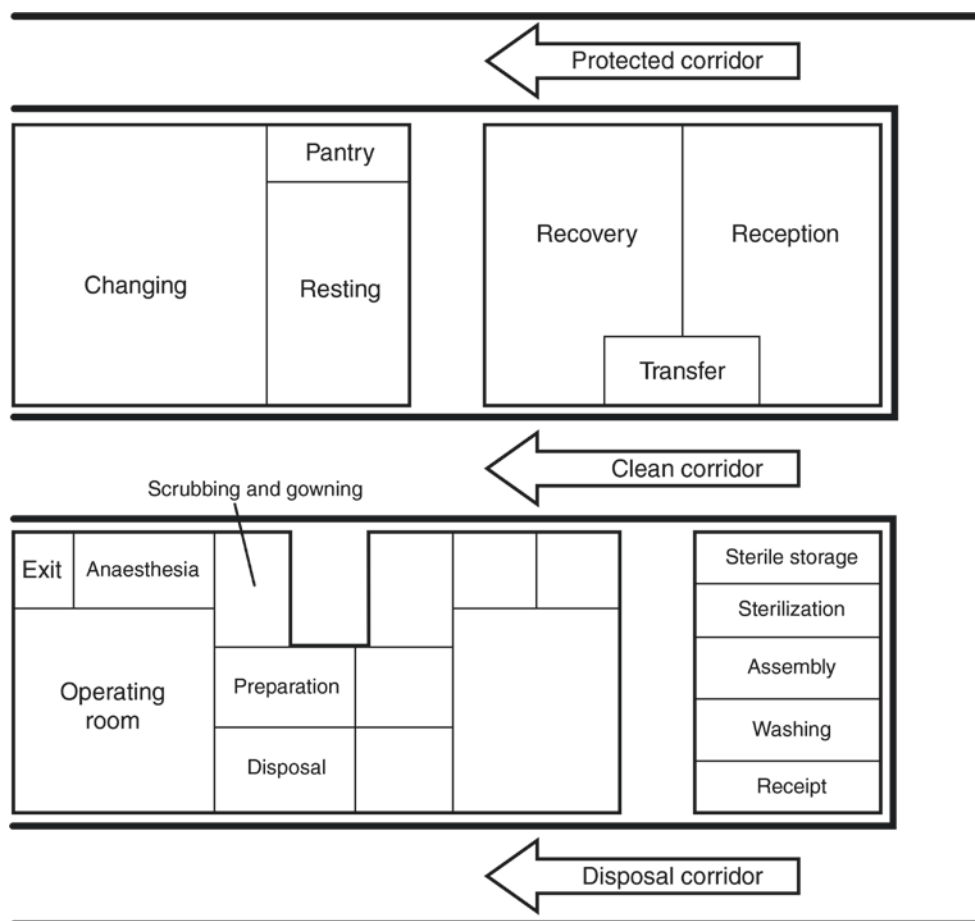 Protected corridor
Pantry
Changing
Resting
Recovery
Reception
Transfer
Clean corridor
Scrubbing and gowning
Exit
Anaesthesia
Operating
room
Preparation
Disposal
Sterile storage
Sterilization
Assembly
Washing
Receipt
Disposal corridor